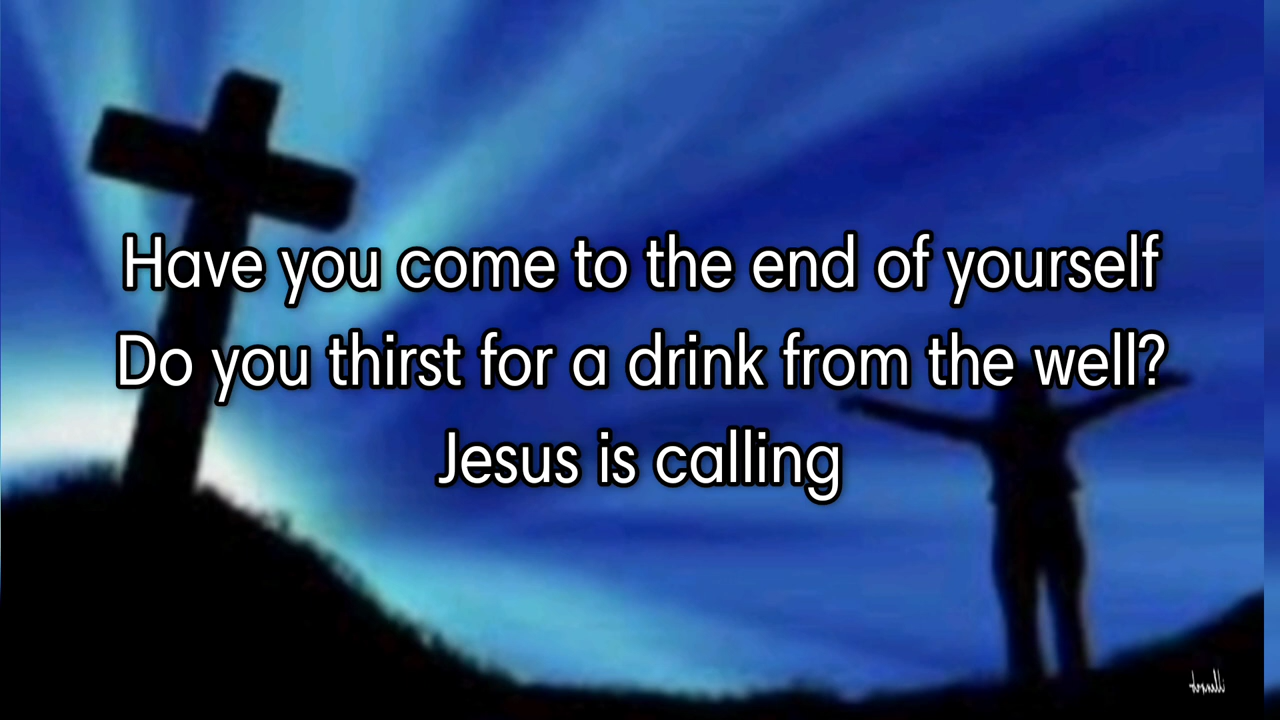 Have you come to the end of yourself
Do you thirst for a drink from the well?
Jesus is calling